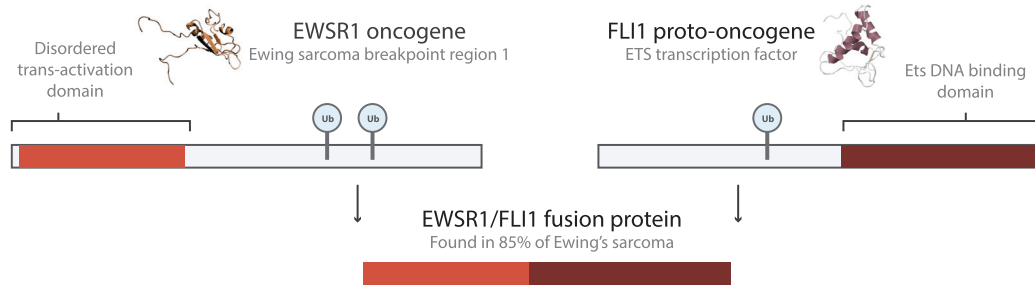 EWSR1 oncogene
Ewing sarcoma breakpoint region 1
Disordered
trans-activation
domain
Ub
Ub
FLI1 proto-oncogene
ETS transcription factor
Ets DNA binding
domain
Ub
EWSR1/FLI1 fusion protein
Found in 85% of Ewing's sarcoma